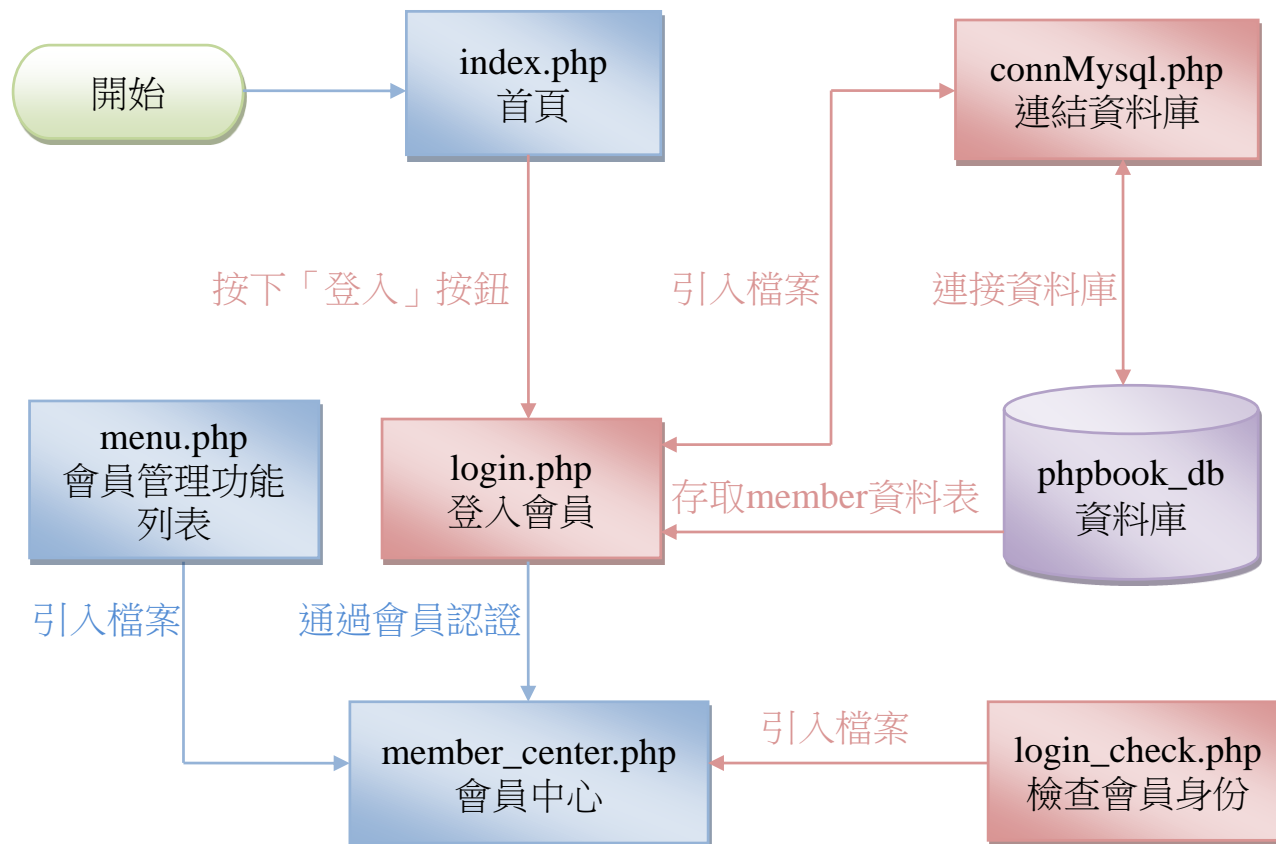 開始
index.php
首頁
connMysql.php
連結資料庫
按下「登入」按鈕
引入檔案
連接資料庫
menu.php
會員管理功能
列表
login.php
登入會員
存取member資料表
phpbook_db
資料庫
引入檔案
通過會員認證
member_center.php
會員中心
引入檔案
login_check.php
檢查會員身份